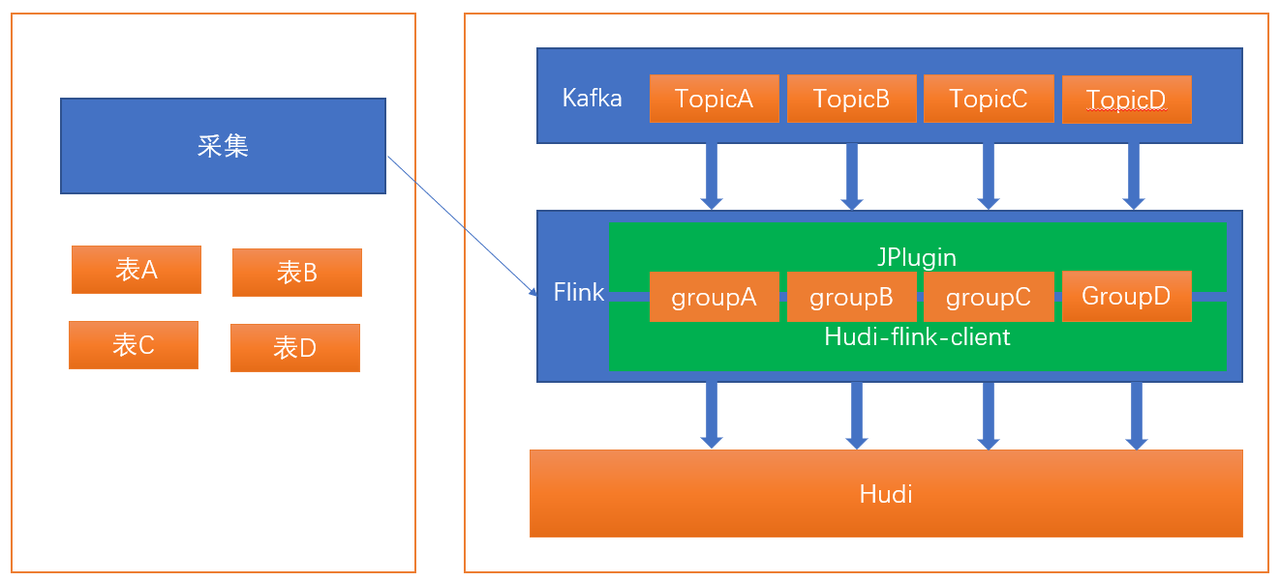 采集
表A
表B
表C
表D
Kafka
TopicA
TopicB
TopicC
TopicD
Flink
JPlugin
groupA
groupB
groupC
GroupD
Hudi-flink-client
Hudi